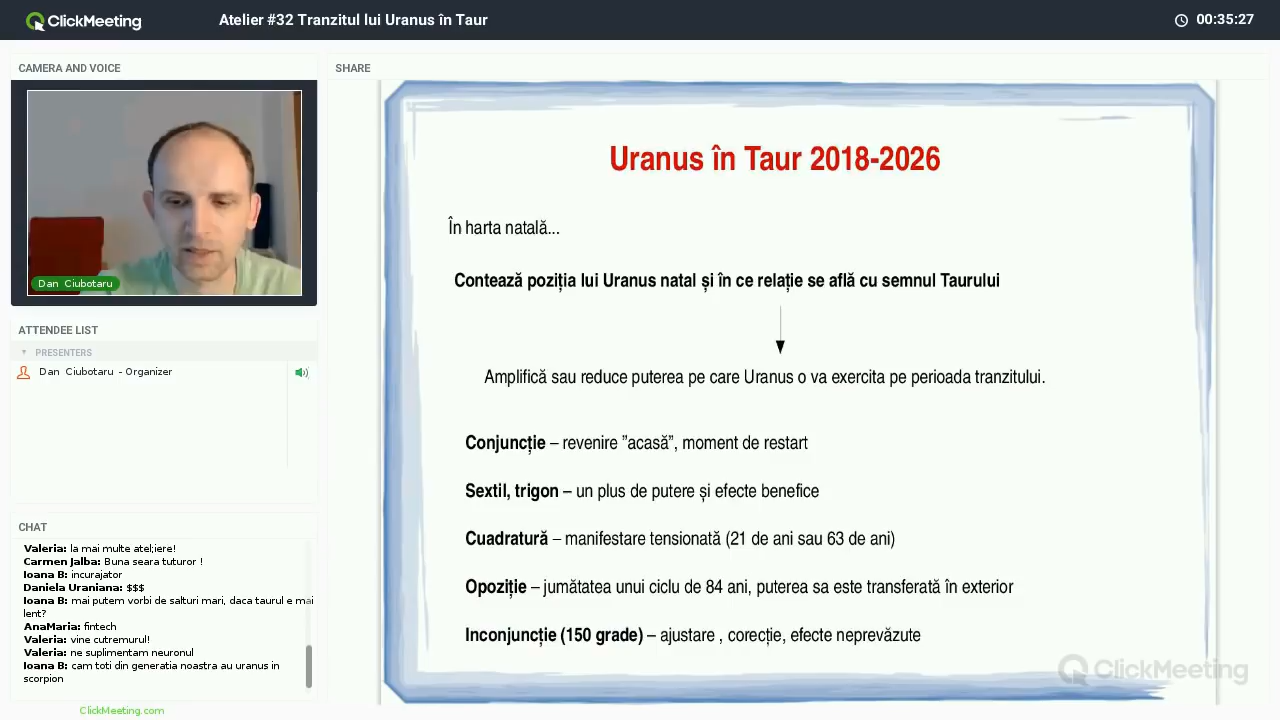 ClickMeeting
Atelier #32 Tranzitul lui Uranus în Taur
00:35:27
CAMERA AND VOICE
Dan Ciubotaru
ATTENDEE LIST
PRESENTERS
Dan Ciubotaru - Organizer
CHAT
Valeria: la mai multe atel;iere!
Carmen Jalba: Buna seara tuturor !
Ioana B: incurajator
Daniela Uraniana: $$$
Ioana B: mai putem vorbi de salturi mari, daca taurul e mai
lent?
AnaMaria: fintech
Valeria: vine cutremurul!
Valeria: ne suplimentam neuronul
Ioana B: cam toti din generatia noastra au uranus in
scorpion
ClickMeeting.com
SHARE
Uranus în Taur 2018-2026
În harta natală...
Contează poziția lui Uranus natal și în ce relație se află cu semnul Taurului
Amplifică sau reduce puterea pe care Uranus o va exercita pe perioada tranzitului.
Conjuncție – revenire ”acasă”, moment de restart
Sextil, trigon – un plus de putere și efecte benefice
Cuadratură – manifestare tensionată (21 de ani sau 63 de ani)
Opoziție – jumătatea unui ciclu de 84 ani, puterea sa este transferată în exterior
Inconjuncție (150 grade) – ajustare , corecție, efecte neprevăzute
ClickMeeting